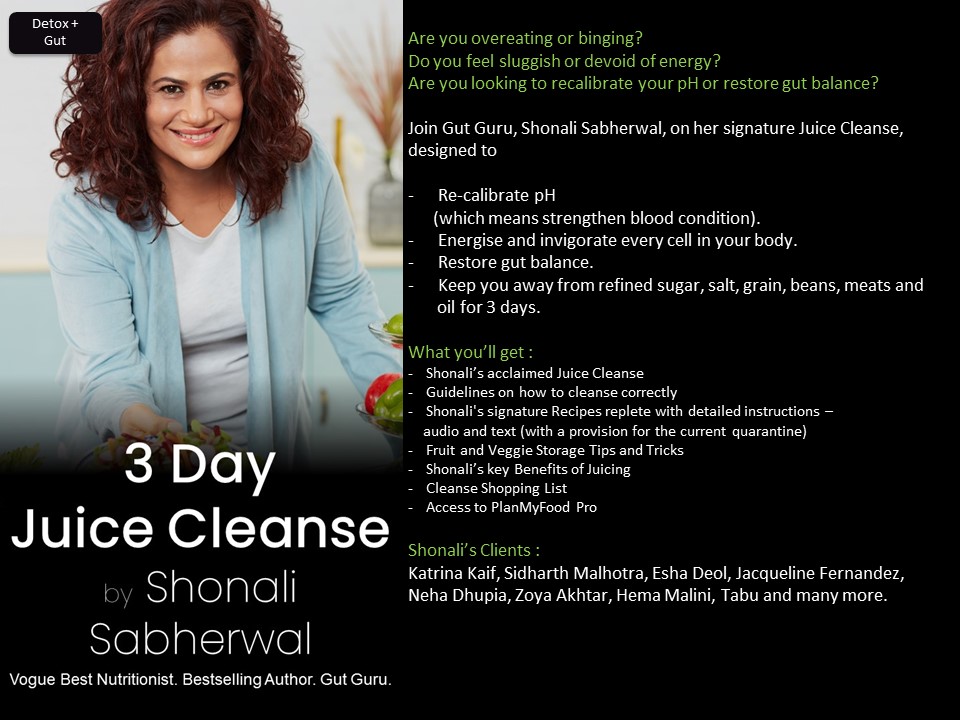 Detox +
Gut
3 Day
Juice Cleanse
by Shonali
Sabherwal
Vogue Best Nutritionist. Bestselling Author. Gut Guru.
Are you overeating or binging?
Do you feel sluggish or devoid of energy?
Are you looking to recalibrate your pH or restore gut balance?
Join Gut Guru, Shonali Sabherwal, on her signature Juice Cleanse,
designed to
- Re-calibrate pH
(which means strengthen blood condition).
- Energise and invigorate every cell in your body.
- Restore gut balance.
- Keep you away from refined sugar, salt, grain, beans, meats and
oil for 3 days.
What you’ll get :
- Shonali’s acclaimed Juice Cleanse
- Guidelines on how to cleanse correctly
- Shonali's signature Recipes replete with detailed instructions –
audio and text (with a provision for the current quarantine)
- Fruit and Veggie Storage Tips and Tricks
- Shonali’s key Benefits of Juicing
- Cleanse Shopping List
- Access to PlanMyFood Pro
Shonali’s Clients :
Katrina Kaif, Sidharth Malhotra, Esha Deol, Jacqueline Fernandez,
Neha Dhupia, Zoya Akhtar, Hema Malini, Tabu and many more.